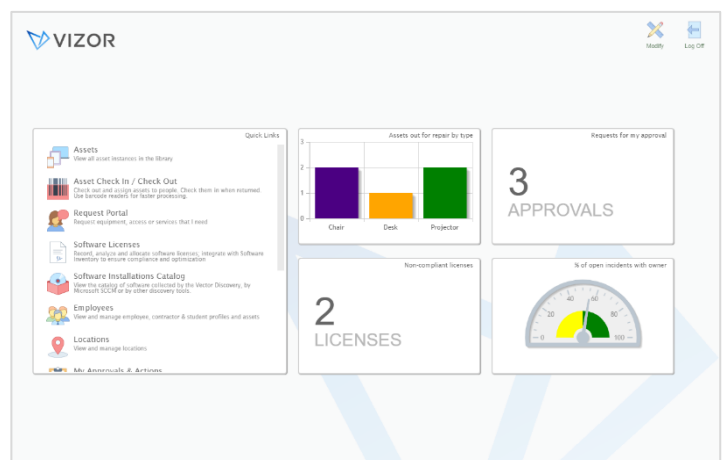 VIZOR
Modify
Log Off
Quick Links
Assets
View all asset instances in the library
Asset Check In / Check Out
Check out and assign assets to people. Check them in when returned.
Use barcode readers for faster processing.
Request Portal
Request equipment, access or services that I need
Software Licenses
Record, analyze and allocate software licenses, integrate with Software
Inventory to ensure compliance and optimization
Software Installations Catalog
View the catalog of software collected by the Vector Discovery, by
Microsoft SCCM or by other discovery tools.
Employees
View and manage employee, contractor & student profiles and assets
Locations
View and manage locations
My Approvals & Actions
Assets out for repair by type
3
2
1
0
Chair
Desk
Projector
Requests for my approval
3
APPROVALS
Non-compliant licenses
2
LICENSES
% of open incidents with owner
0
20
40
60
80
100